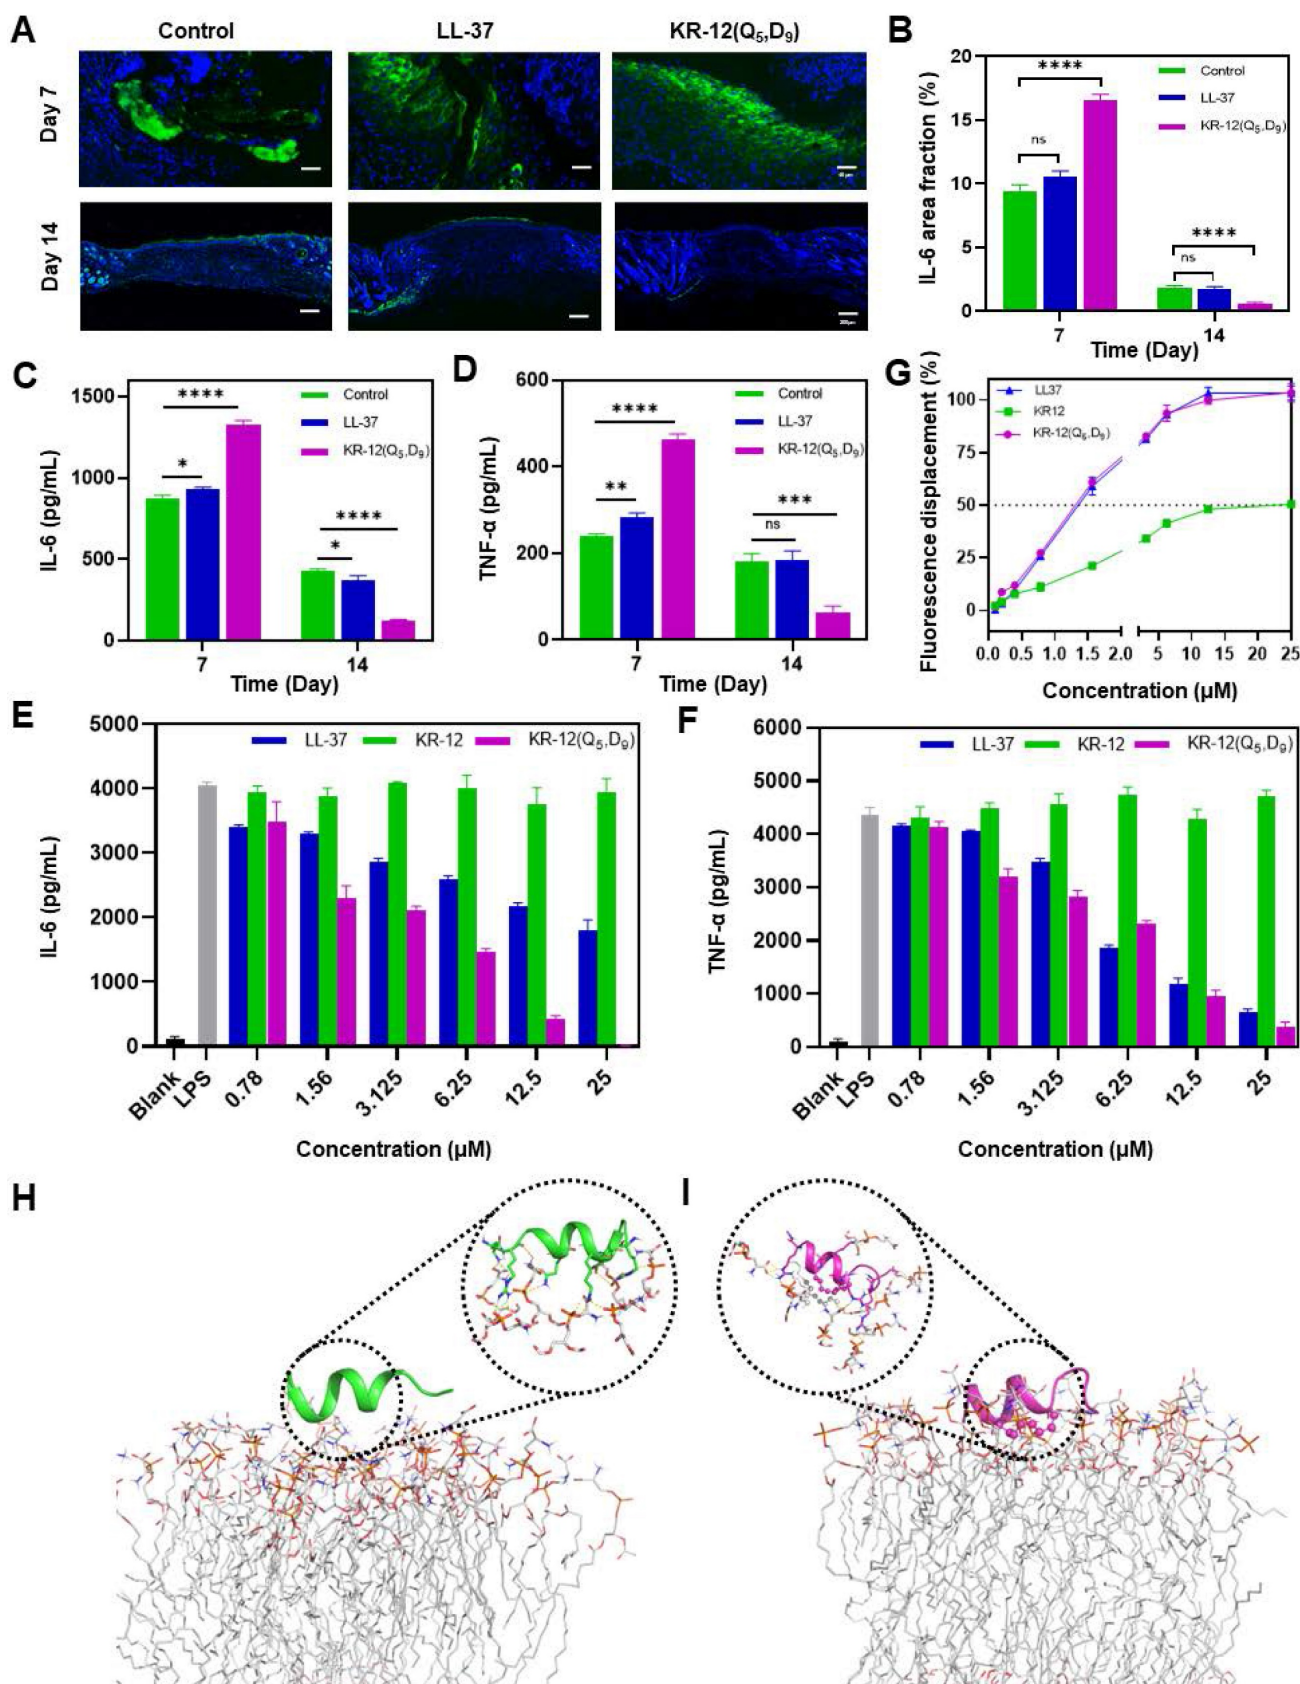 A
Control
LL-37
KR-12(Q5,D9)
Day 7
Day 14
40 μm
200μm
B
IL-6 area fraction (%)
20
15
10
5
0
****
ns
****
ns
Control
LL-37
KR-12(Q5,D9)
7
14
Time (Day)
C
IL-6 (pg/mL)
1500
1000
500
0
****
*
****
*
Control
LL-37
KR-12(Q5,D9)
7
14
Time (Day)
D
TNF-α (pg/mL)
600
400
200
0
****
**
***
ns
Control
LL-37
KR-12(Q5,D9)
7
14
Time (Day)
G
Fluorescence displacement (%)
100
75
50
25
0
LL37
KR12
KR-12(Q5,D9)
0.0 0.5 1.0 1.5 2.0 5 10 15 20 25
Concentration (μM)
E
IL-6 (pg/mL)
5000
4000
3000
2000
1000
0
LL-37 KR-12 KR-12(Q5,D9)
Blank LPS 0.78 1.56 3.125 6.25 12.5 25
Concentration (μM)
F
TNF-α (pg/mL)
6000
5000
4000
3000
2000
1000
0
LL-37 KR-12 KR-12(Q5,D9)
Blank LPS 0.78 1.56 3.125 6.25 12.5 25
Concentration (μM)
H
I